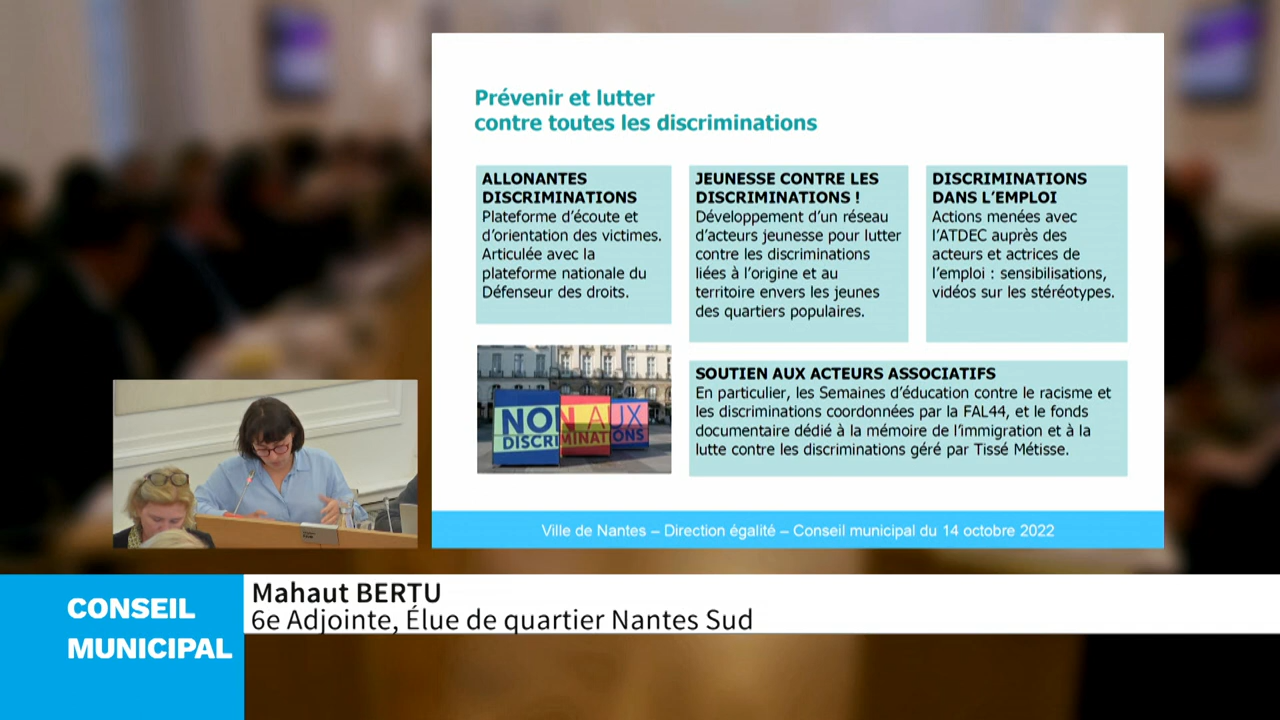 Prévenir et lutter
contre toutes les discriminations
ALLONANTES
DISCRIMINATIONS
Plateforme d'écoute et
d'orientation des victimes.
Articulée avec la
plateforme nationale du
Défenseur des droits.
JEUNESSE CONTRE LES
DISCRIMINATIONS !
Développement d'un réseau
d'acteurs jeunesse pour lutter
contre les discriminations
liées à l'origine et au
territoire envers les jeunes
des quartiers populaires.
DISCRIMINATIONS
DANS L'EMPLOI
Actions menées avec
l'ATDEC auprès des
acteurs et actrices de
l'emploi : sensibilisations,
vidéos sur les stéréotypes.
NON AUX
DISCRIMINATIONS
SOUTIEN AUX ACTEURS ASSOCIATIFS
En particulier, les Semaines d'éducation contre le racisme et
les discriminations coordonnées par la FAL44, et le fonds
documentaire dédié à la mémoire de l'immigration et à la
lutte contre les discriminations géré par Tissé Métisse.
Ville de Nantes – Direction égalité – Conseil municipal du 14 octobre 2022
CONSEIL
MUNICIPAL
Mahaut BERTU
6e Adjointe, Élue de quartier Nantes Sud